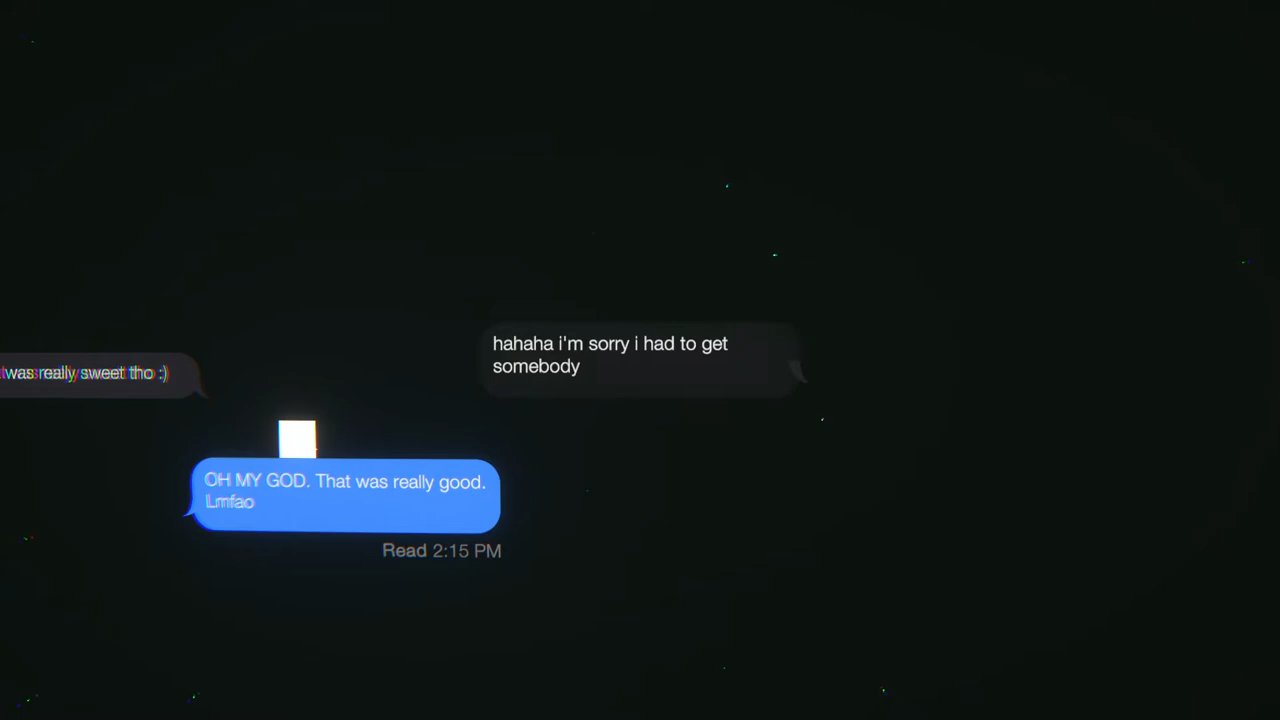 hahaha i'm sorry i had to get
somebody
was really sweet tho :)
OH MY GOD. That was really good.
Lmfao
Read 2:15 PM